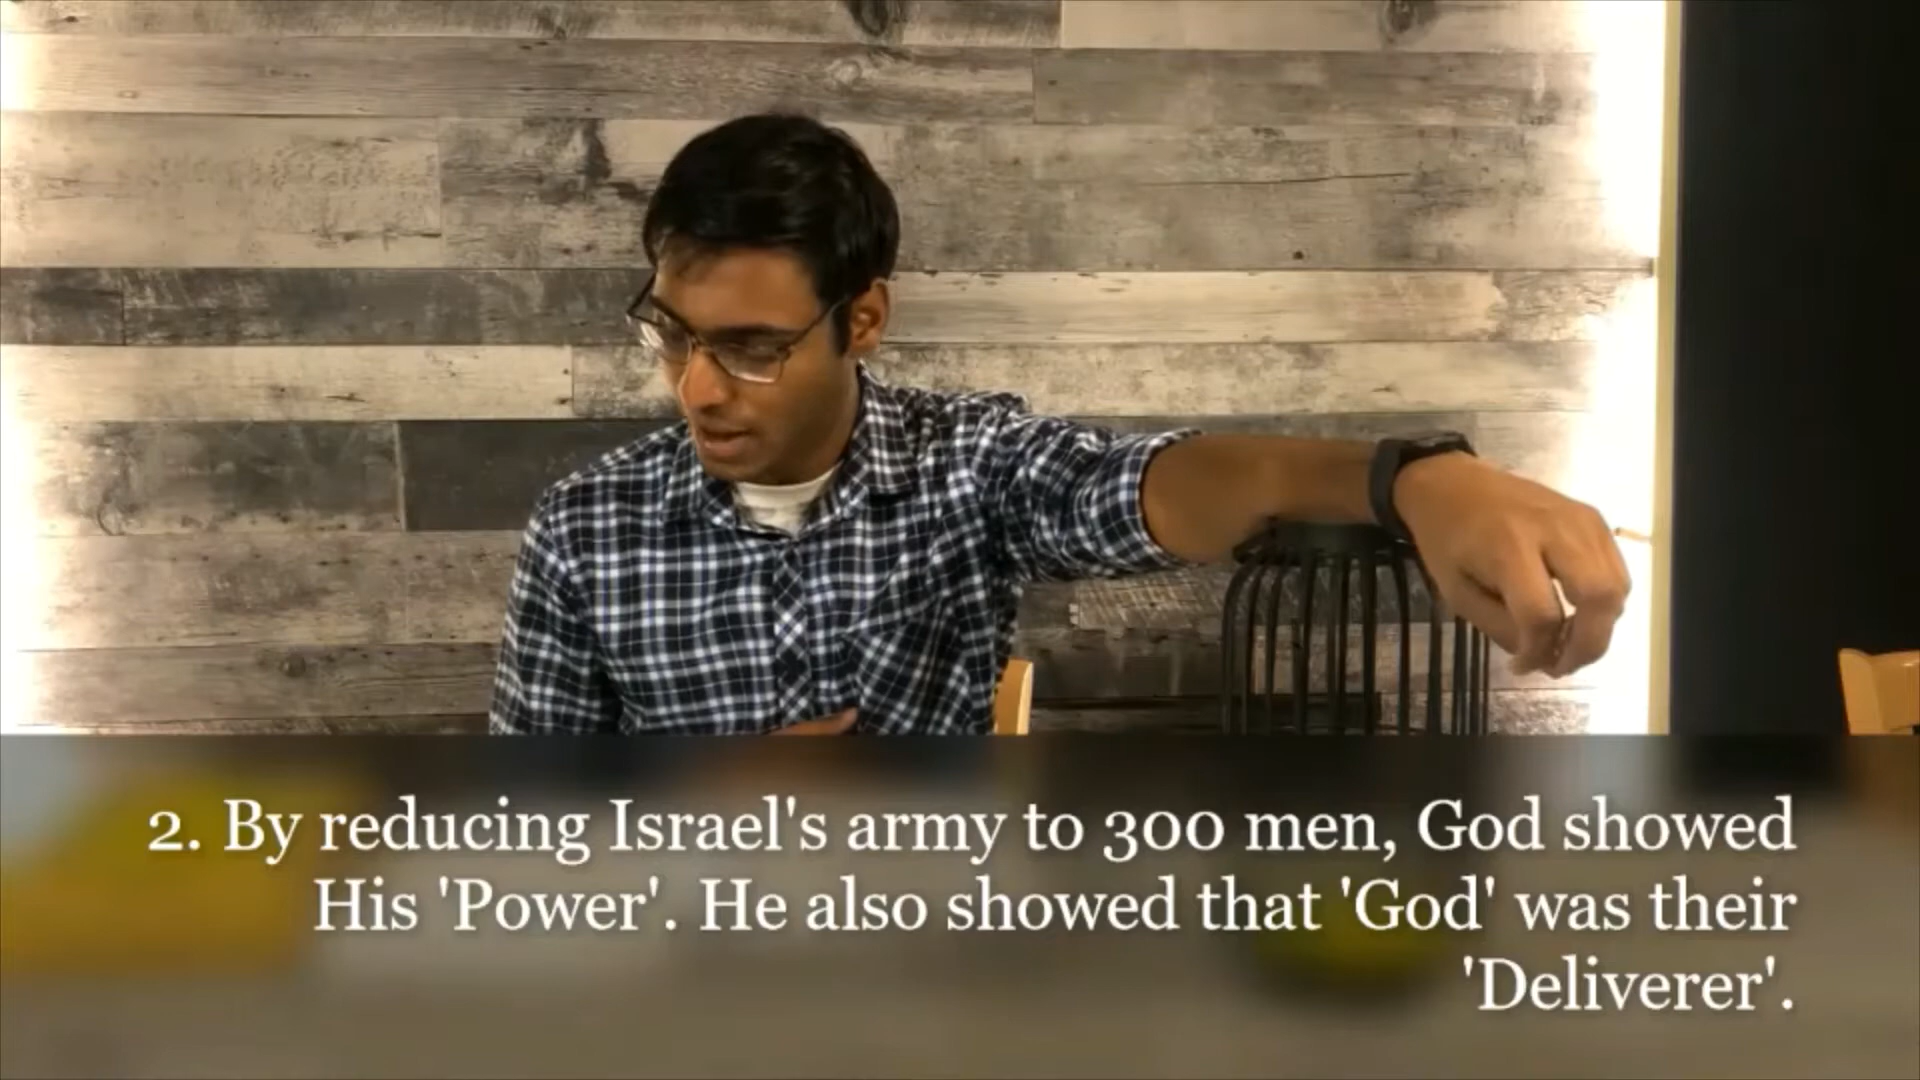 2. By reducing Israel's army to 300 men, God showed
His 'Power'. He also showed that 'God' was their
'Deliverer'.